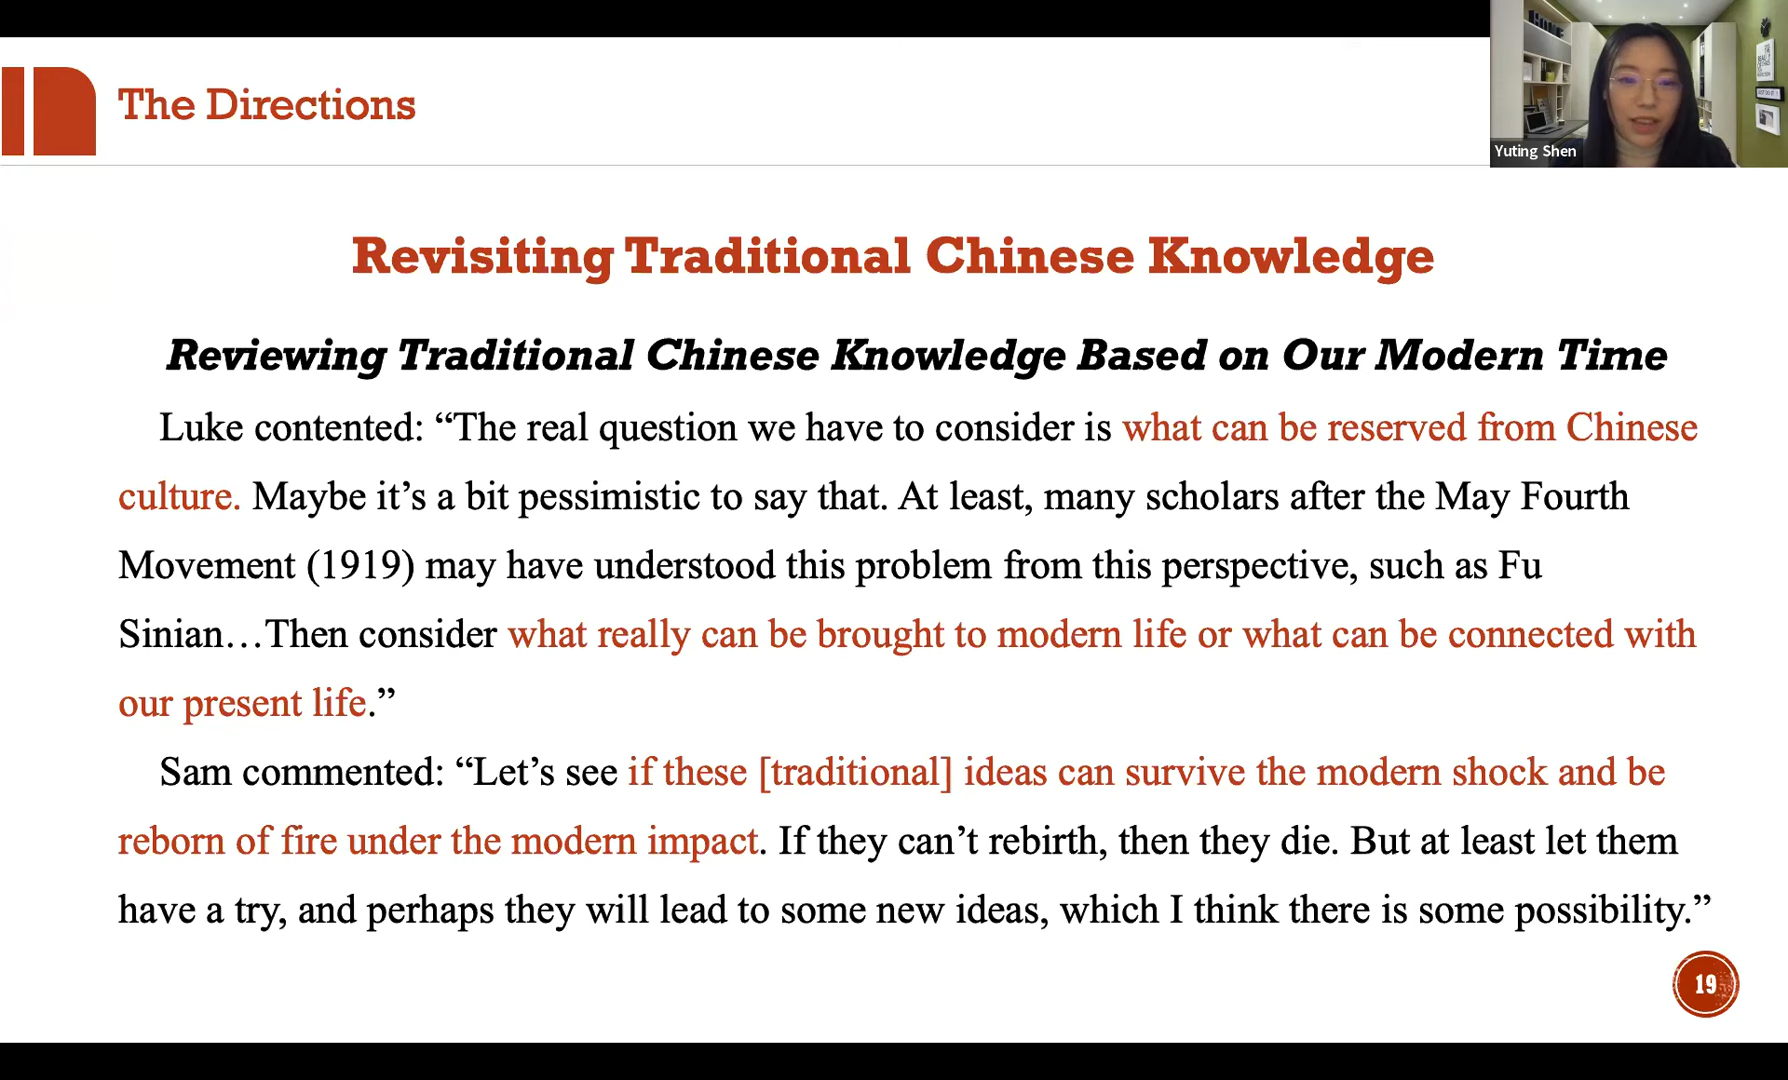 The Directions
Yuting Shen
Revisiting Traditional Chinese Knowledge
Reviewing Traditional Chinese Knowledge Based on Our Modern Time
Luke contented: “The real question we have to consider is what can be reserved from Chinese
culture. Maybe it’s a bit pessimistic to say that. At least, many scholars after the May Fourth
Movement (1919) may have understood this problem from this perspective, such as Fu
Sinian…Then consider what really can be brought to modern life or what can be connected with
our present life.”
Sam commented: “Let’s see if these [traditional] ideas can survive the modern shock and be
reborn of fire under the modern impact. If they can’t rebirth, then they die. But at least let them
have a try, and perhaps they will lead to some new ideas, which I think there is some possibility.”
19